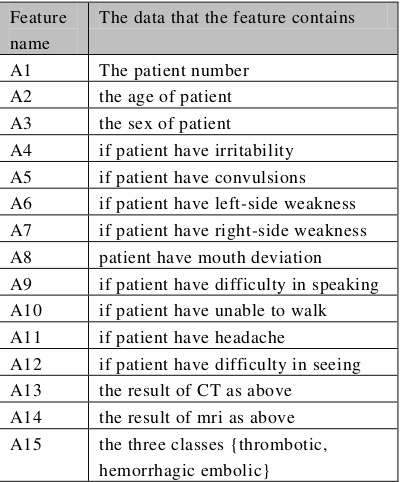 Feature The data that the feature contains
name
A1 The patient number
A2 the age of patient
A3 the sex of patient
A4 if patient have irritability
A5 if patient have convulsions
A6 if patient have left-side weakness
A7 if patient have right-side weakness
A8 patient have mouth deviation
A9 if patient have difficulty in speaking
A10 if patient have unable to walk
A11 if patient have headache
A12 if patient have difficulty in seeing
A13 the result of CT as above
A14 the result of mri as above
A15 the three classes {thrombotic,
hemorrhagic embolic}